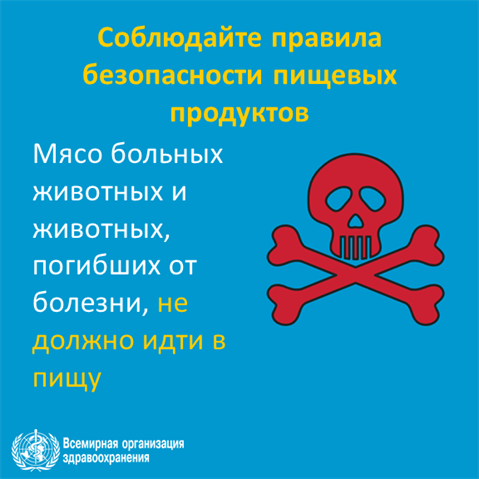 Соблюдайте правила
безопасности пищевых
продуктов
Мясо больных
животных и
животных,
погибших от
болезни, не
должно идти в
пищу
Всемирная организация
здравоохранения